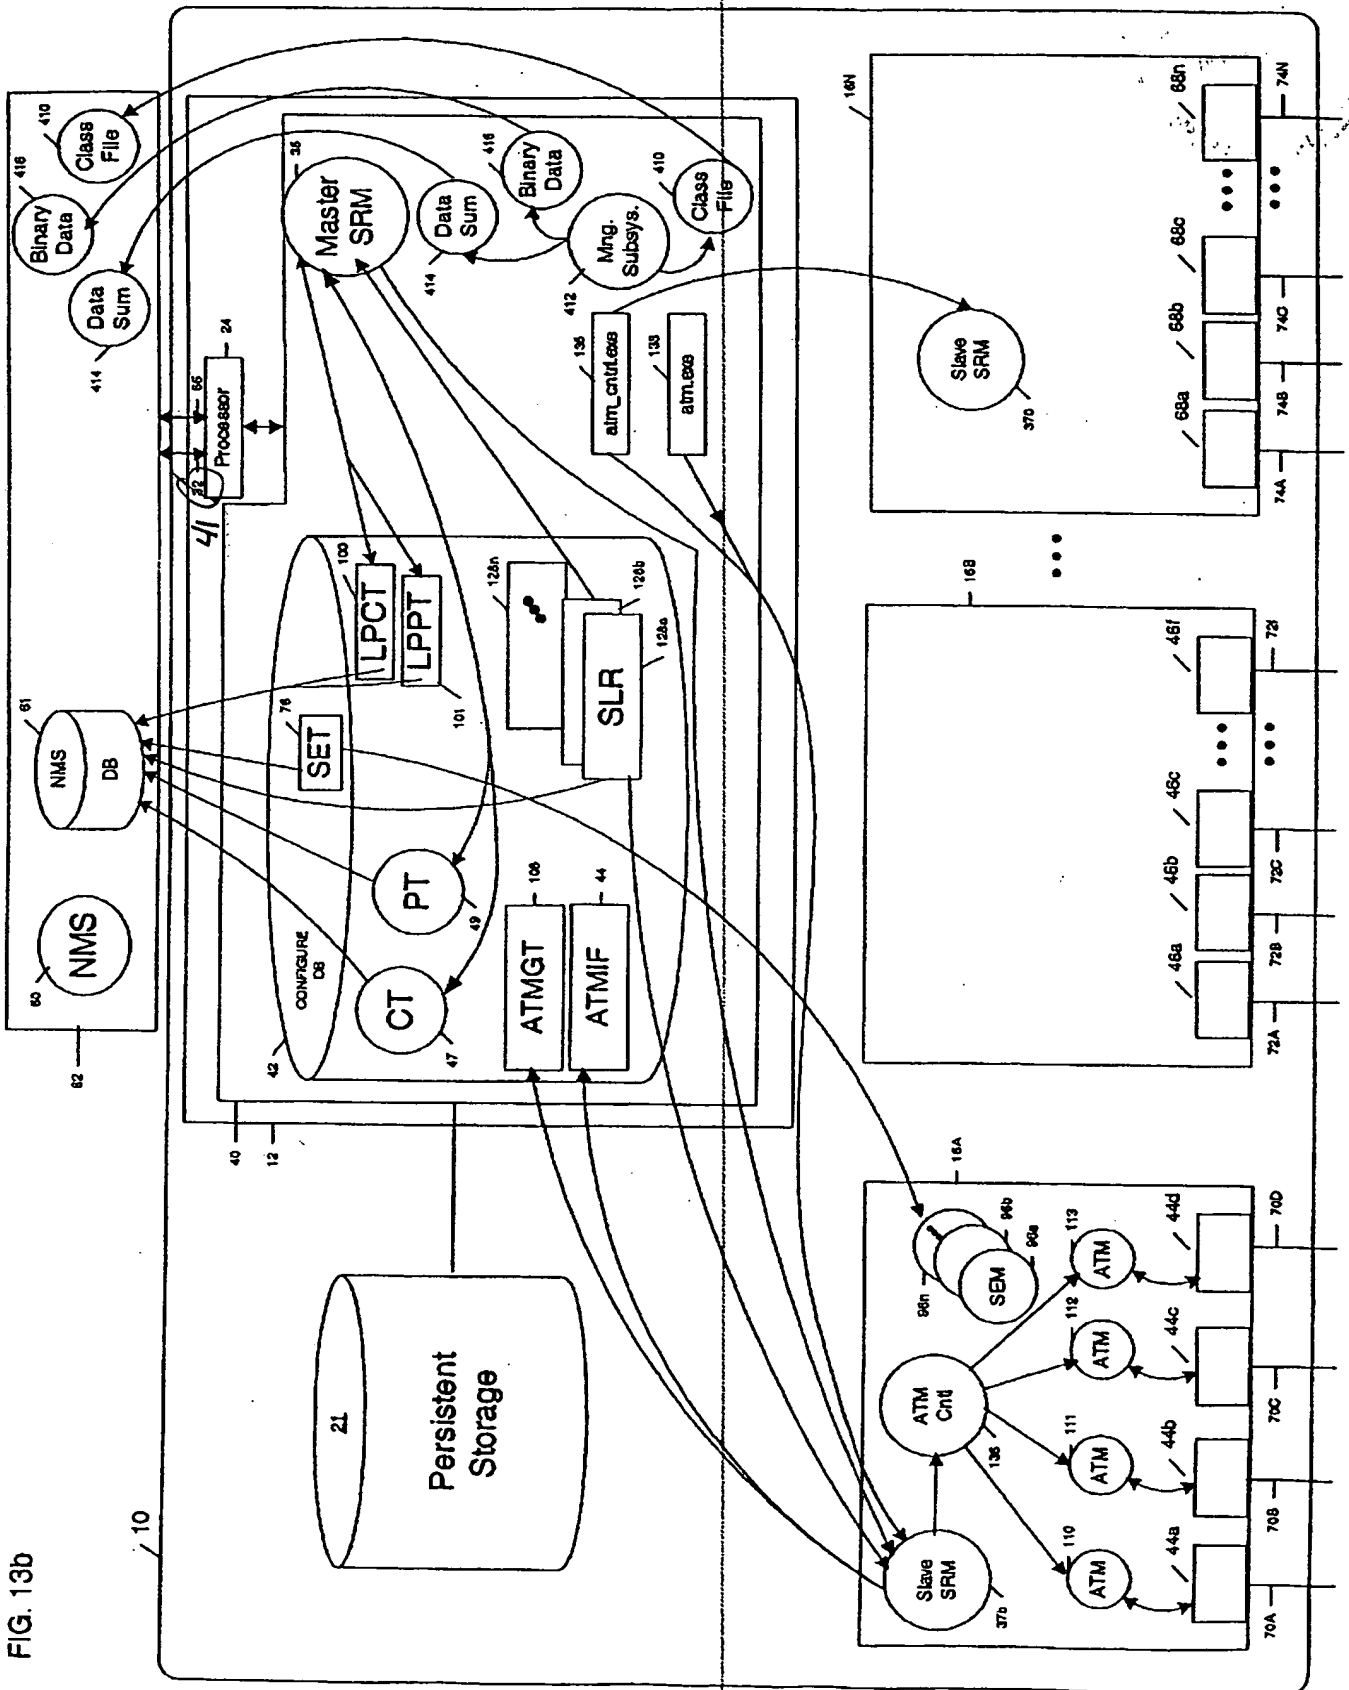 FIG. 13b
10
62
60
NMS
61
NMS
DB
414
Data
Sum
416
Binary
Data
410
Class
File
21
Persistent
Storage
40
12
32
41
66
Processor
24
42
CONFIGURE
DB
CT
47
PT
49
76
SET
100
LPCT
LPPT
101
ATMGT
106
ATMIF
44
128n
128b
SLR
128a
Master
SRM
35
Data
Sum
414
Binary
Data
416
Mng.
Subsys.
412
Class
File
410
135
atm_cntrl.exe
133
atm.exe
16A
Slave
SRM
37b
ATM
Cntl
136
96n
SEM
96b
96a
110
ATM
111
ATM
112
ATM
113
ATM
44a
44b
44c
44d
70A
70B
70C
70D
16B
46a
46b
46c
46f
72A
72B
72C
72f
16N
Slave
SRM
370
68a
68b
68c
68n
74A
74B
74C
74N